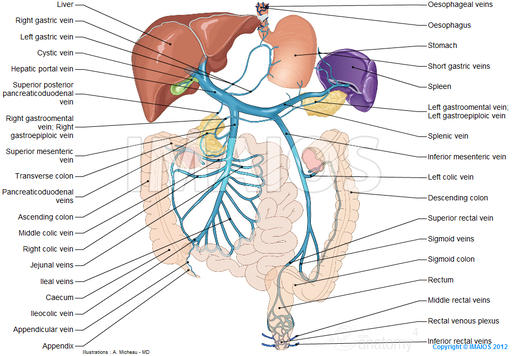 Liver
Right gastric vein
Left gastric vein
Cystic vein
Hepatic portal vein
Superior posterior
pancreaticoduodenal
vein
Right gastroomental
vein; Right
gastroepiploic vein
Superior mesenteric
vein
Transverse colon
Pancreaticoduodenal
veins
Ascending colon
Middle colic vein
Right colic vein
Jejunal veins
Ileal veins
Caecum
Ileocolic vein
Appendicular vein
Appendix
Oesophageal veins
Oesophagus
Stomach
Short gastric veins
Spleen
Left gastroomental vein;
Left gastroepiploic vein
Splenic vein
Inferior mesenteric vein
Left colic vein
Descending colon
Superior rectal vein
Sigmoid veins
Sigmoid colon
Rectum
Middle rectal veins
Rectal venous plexus
Inferior rectal veins
IMAIOS
Illustrations : A. Micheau - MD
Copyright © IMAIOS 2012